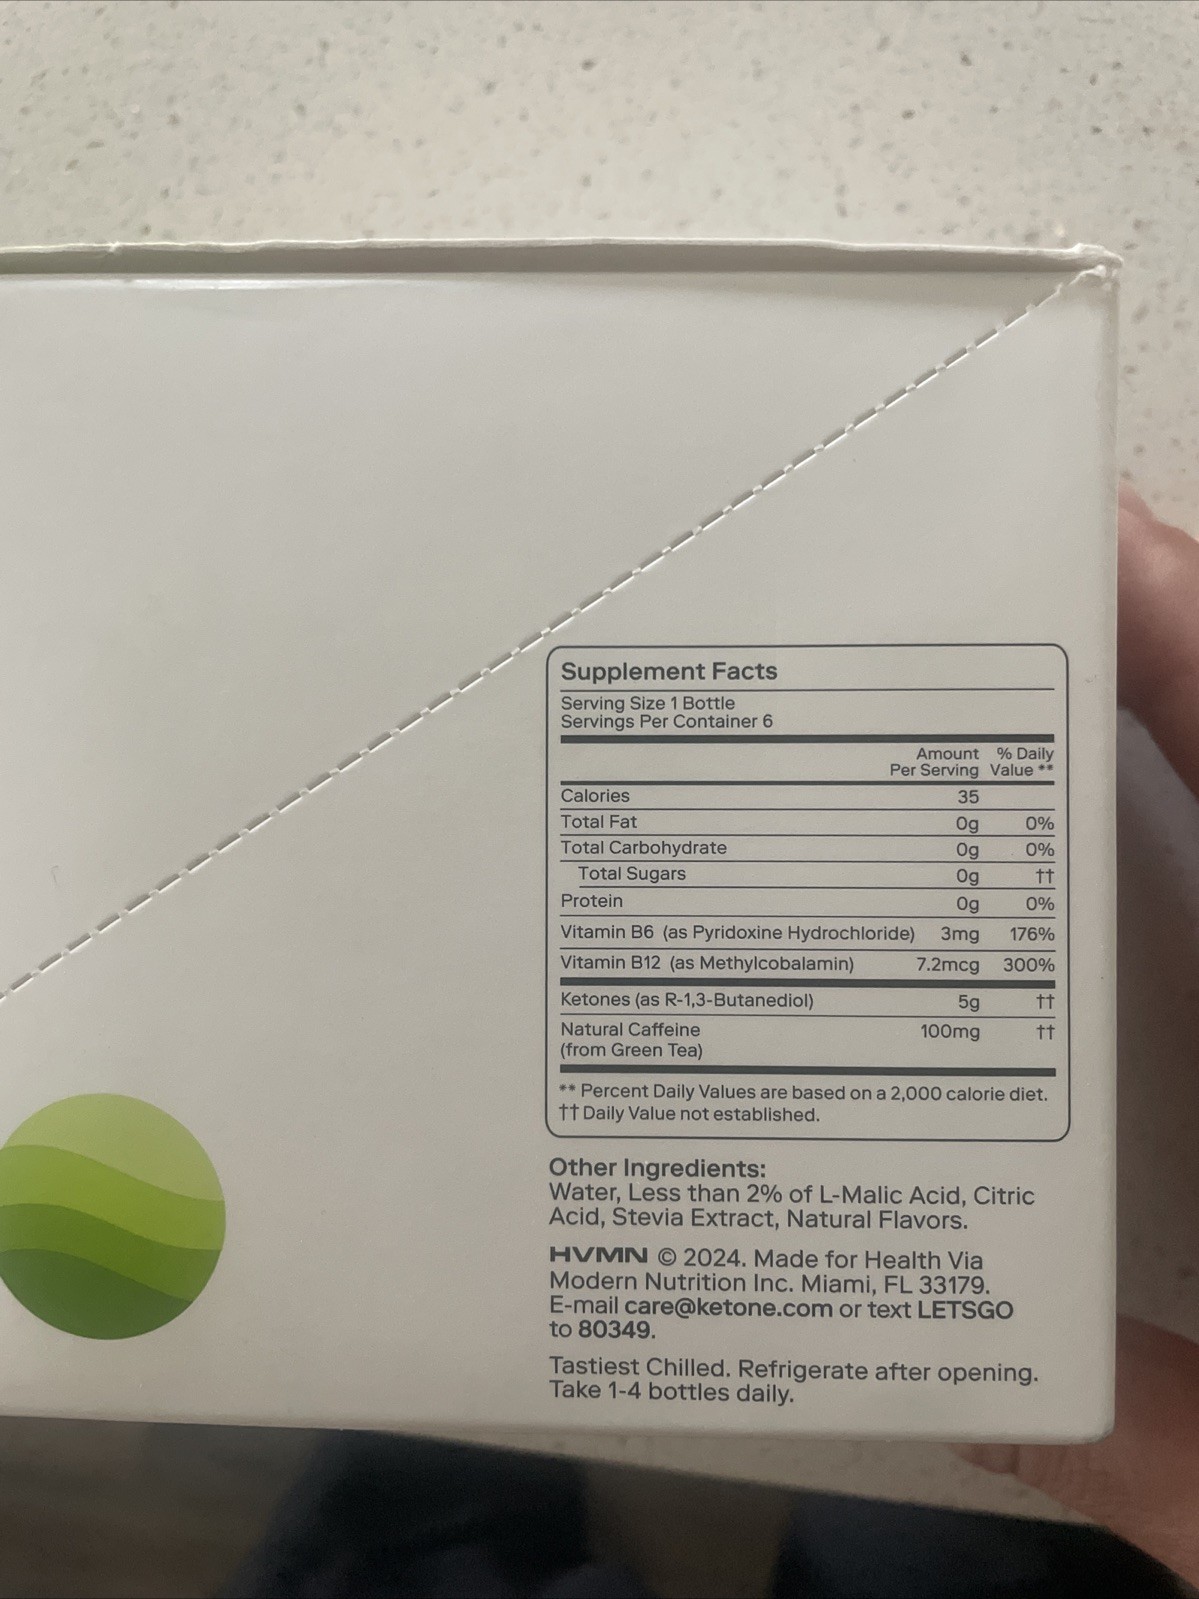 Supplement Facts
Serving Size 1 Bottle
Servings Per Container 6
Amount Per Serving % Daily Value **
Calories 35
Total Fat 0g 0%
Total Carbohydrate 0g 0%
Total Sugars 0g ††
Protein 0g 0%
Vitamin B6 (as Pyridoxine Hydrochloride) 3mg 176%
Vitamin B12 (as Methylcobalamin) 7.2mcg 300%
Ketones (as R-1,3-Butanediol) 5g ††
Natural Caffeine 100mg ††
(from Green Tea)
** Percent Daily Values are based on a 2,000 calorie diet.
†† Daily Value not established.
Other Ingredients:
Water, Less than 2% of L-Malic Acid, Citric
Acid, Stevia Extract, Natural Flavors.
HVMN © 2024. Made for Health Via
Modern Nutrition Inc. Miami, FL 33179.
E-mail care@ketone.com or text LETSGO
to 80349.
Tastiest Chilled. Refrigerate after opening.
Take 1-4 bottles daily.